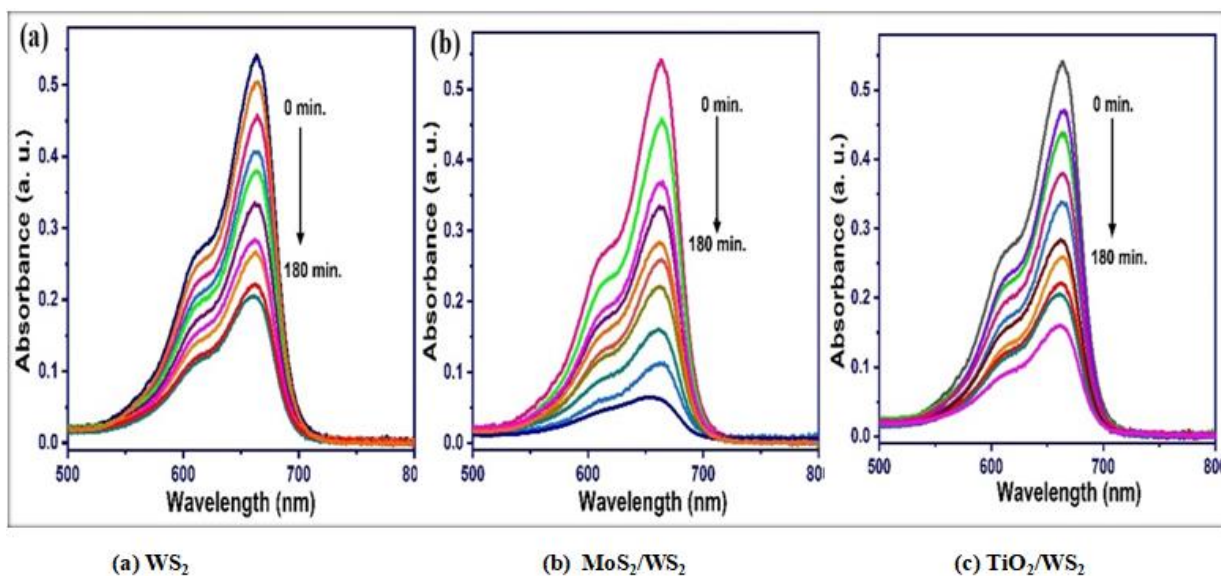 (a)
0.5
0.4
0.3
0.2
0.1
0.0
Absorbance (a. u.)
0 min.
180 min.
500 600 700 80
Wavelength (nm)
(b)
0.5
0.4
0.3
0.2
0.1
0.0
Absorbance (a. u.)
0 min.
180 min.
500 600 700 800
Wavelength (nm)
0.5
0.4
0.3
0.2
0.1
0.0
Absorbance (a. u.)
0 min.
180 min.
500 600 700 800
Wavelength (nm)
(a) WS₂
(b) MoS₂/WS₂
(c) TiO₂/WS₂